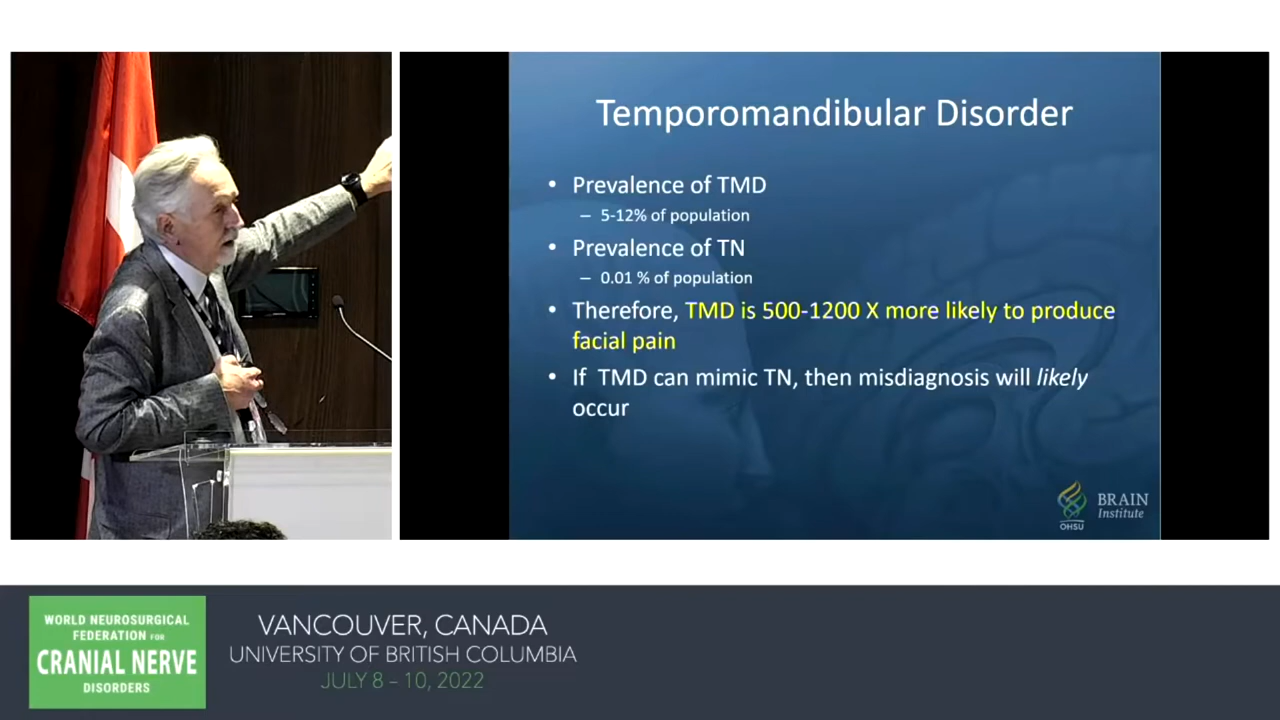 Temporomandibular Disorder
• Prevalence of TMD
– 5-12% of population
• Prevalence of TN
– 0.01 % of population
• Therefore, TMD is 500-1200 X more likely to produce
facial pain
• If TMD can mimic TN, then misdiagnosis will likely
occur
OHSU
BRAIN
Institute
WORLD NEUROSURGICAL
FEDERATION FOR
CRANIAL NERVE
DISORDERS
VANCOUVER, CANADA
UNIVERSITY OF BRITISH COLUMBIA
JULY 8 – 10, 2022